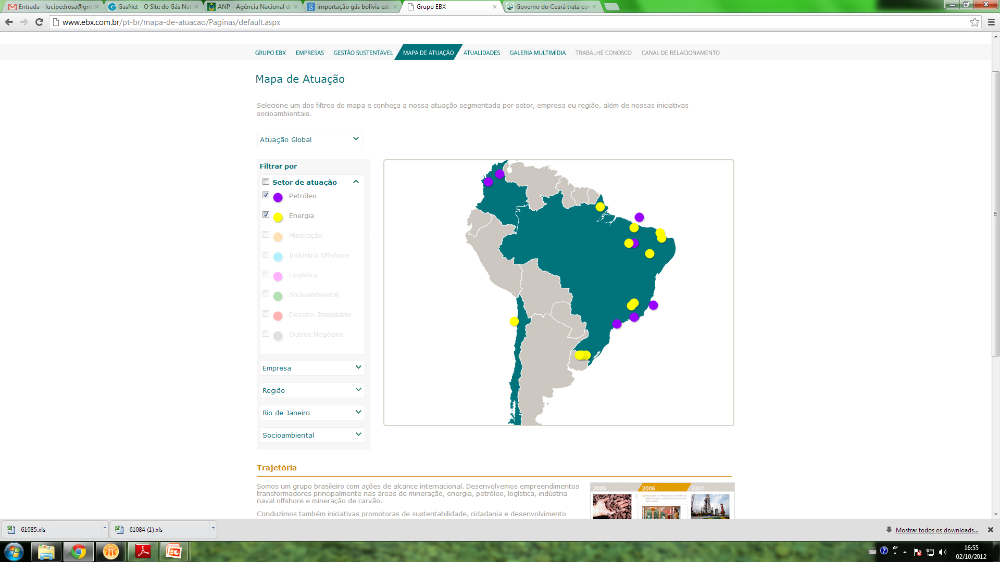 Entrada - lucipedrosa@gm
GasNet - O Site do Gás Nat
ANP - Agência Nacional d
importação gás bolivia est
Grupo EBX
Governo do Ceará trata co
www.ebx.com.br/pt-br/mapa-de-atuacao/Paginas/default.aspx
GRUPO EBX
EMPRESAS
GESTÃO SUSTENTÁVEL
MAPA DE ATUAÇÃO
ATUALIDADES
GALERIA MULTIMÍDIA
TRABALHE CONOSCO
CANAL DE RELACIONAMENTO
Mapa de Atuação
Selecione um dos filtros do mapa e conheça a nossa atuação segmentada por setor, empresa ou região, além de nossas iniciativas
socioambientais.
Atuação Global
Filtrar por
Setor de atuação
Petróleo
Energia
Mineração
Indústria Offshore
Logística
Socioambiental
Desenv. Imobiliário
Outros Negócios
Empresa
Região
Rio de Janeiro
Socioambiental
Trajetória
Somos um grupo brasileiro com ações de alcance internacional. Desenvolvemos empreendimentos
transformadores principalmente nas áreas de mineração, energia, petróleo, logística, indústria
naval offshore e mineração de carvão.
Conduzimos também iniciativas promotoras de sustentabilidade, cidadania e desenvolvimento
2005
2006
2007
61085.xls
61084 (1).xls
Mostrar todos os downloads...
16:55
02/10/2012